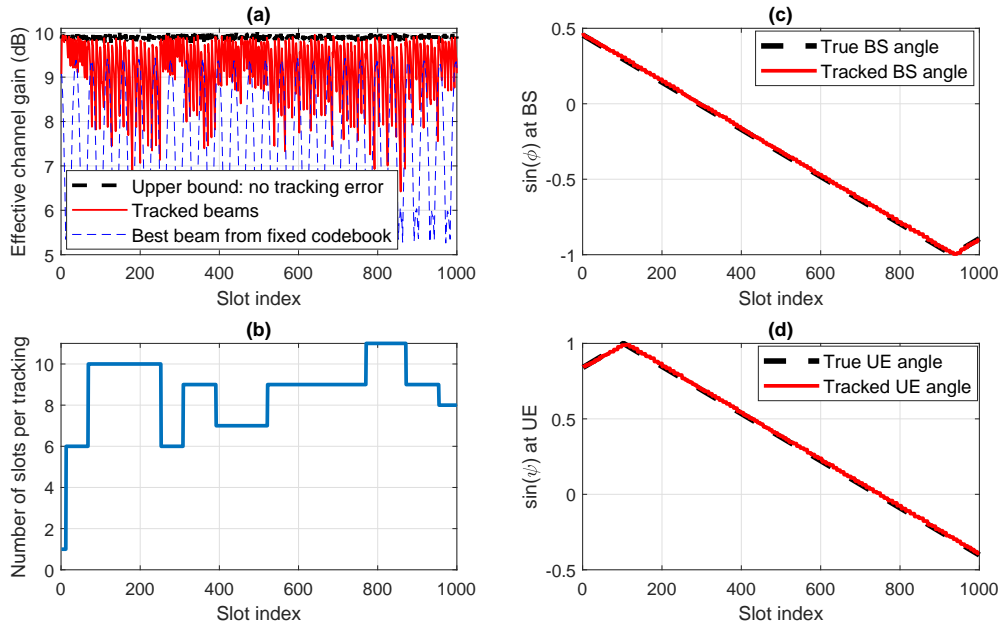 (a)
Effective channel gain (dB)
10
9
8
7
6
5
Upper bound: no tracking error
Tracked beams
Best beam from fixed codebook
0 200 400 600 800 1000
Slot index
(c)
sin(ϕ) at BS
0.5
0
-0.5
-1
True BS angle
Tracked BS angle
0 200 400 600 800 1000
Slot index
(b)
Number of slots per tracking
10
8
6
4
2
0
0 200 400 600 800 1000
Slot index
(d)
sin(ψ) at UE
1
0.5
0
-0.5
True UE angle
Tracked UE angle
0 200 400 600 800 1000
Slot index